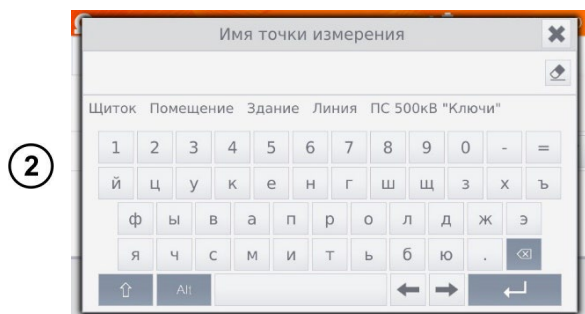 Имя точки измерения
Щиток Помещение Здание Линия ПС 500кВ "Ключи"
2
1 2 3 4 5 6 7 8 9 0 - =
й ц у к е н г ш щ з х ъ
ф ы в а п р о л д ж э
я ч с м и т ь б ю .